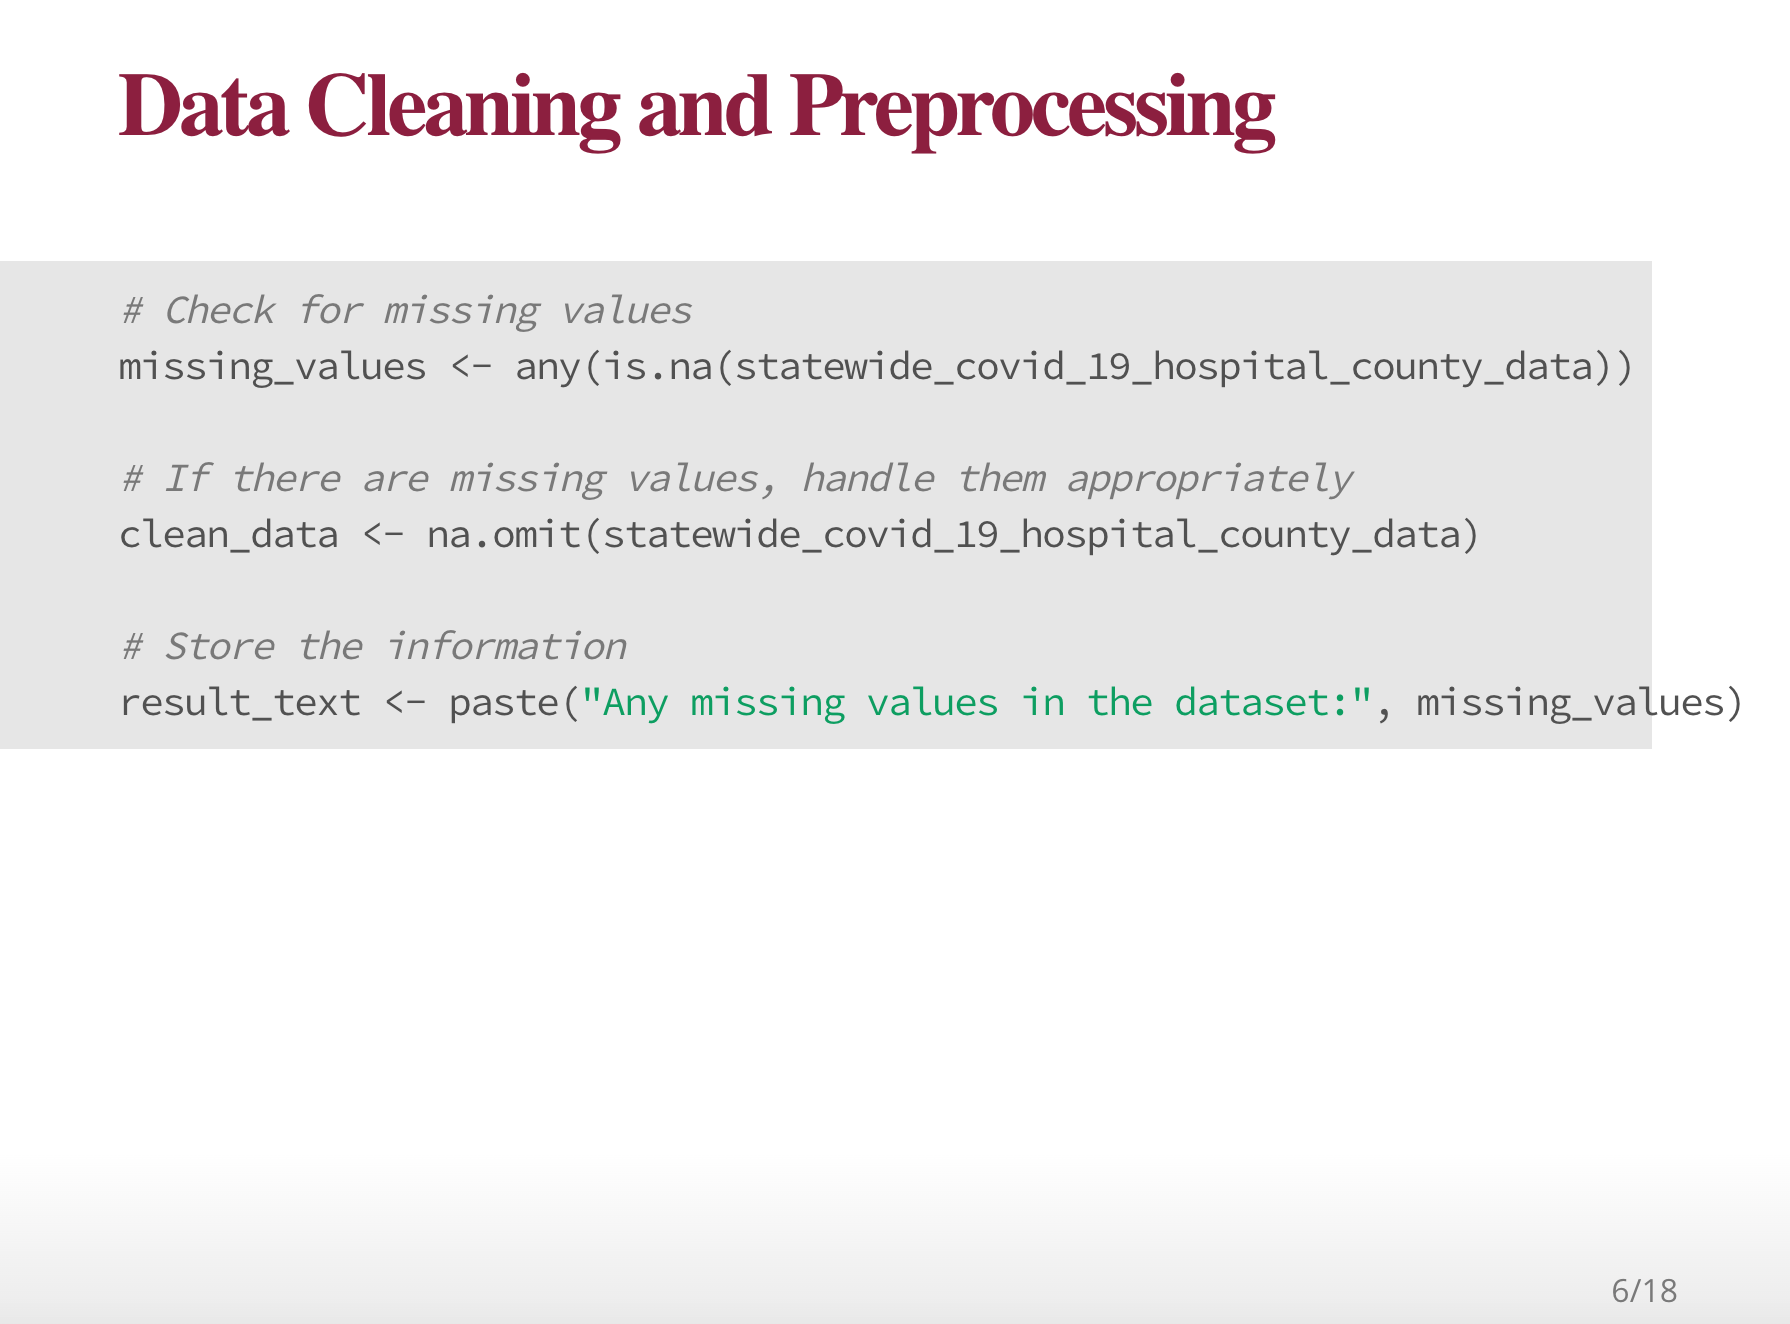 Data Cleaning and Preprocessing
# Check for missing values
missing_values <- any(is.na(statewide_covid_19_hospital_county_data))
# If there are missing values, handle them appropriately
clean_data <- na.omit(statewide_covid_19_hospital_county_data)
# Store the information
result_text <- paste("Any missing values in the dataset:", missing_values)
6/18